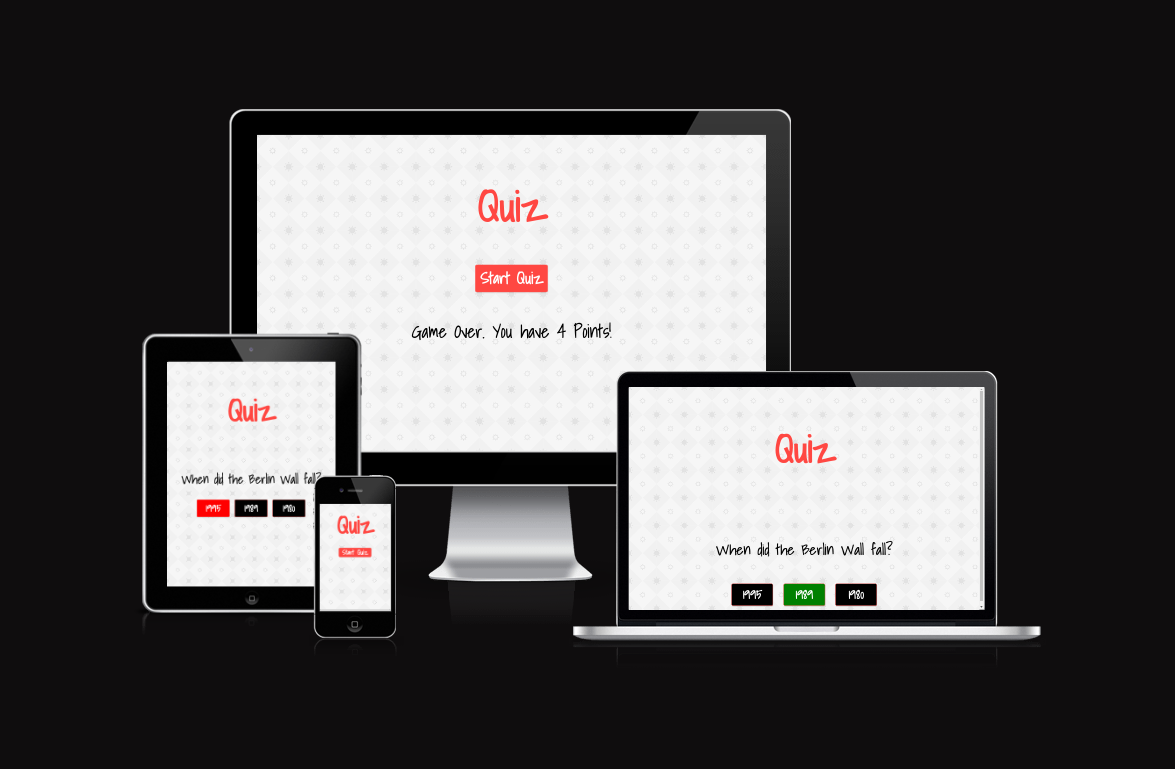 Quiz
Start Quiz
Game Over. You have 4 Points!
Quiz
When did the Berlin Wall fall?
1995 1989 1980
Quiz
Start Quiz
Quiz
When did the Berlin Wall fall?
1995 1989 1980